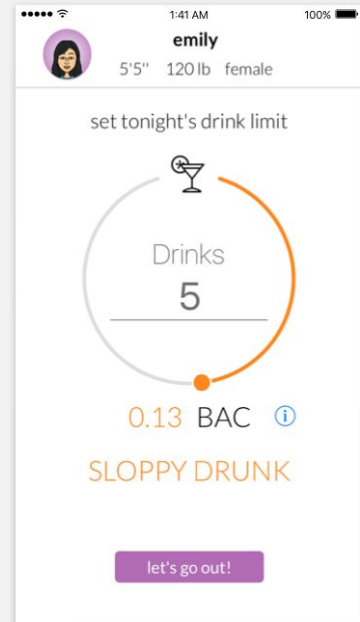 1:41 AM 100%
emily
5'5'' 120 lb female
set tonight's drink limit
Drinks
5
0.13 BAC i
SLOPPY DRUNK
let's go out!